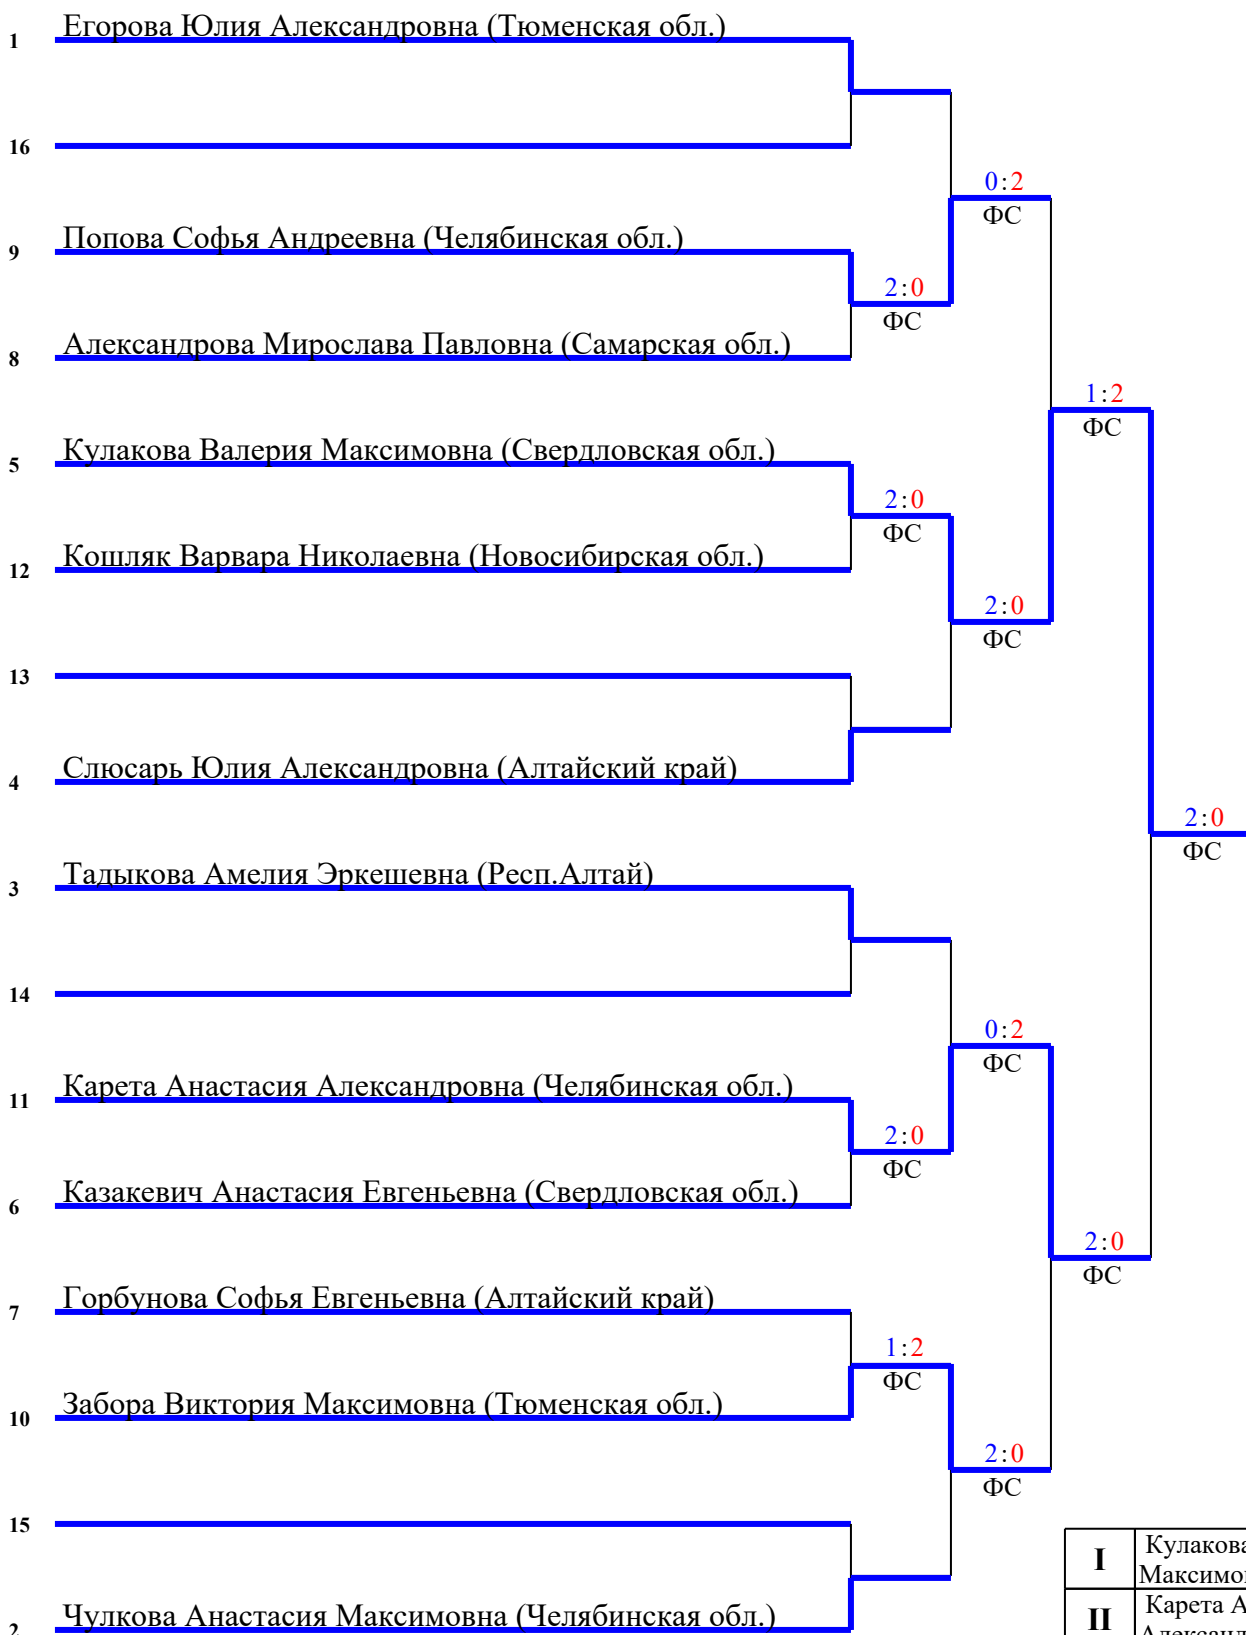 Егорова Юлия Александровна (Тюменская обл.)
1
16
0:2
ФС
Попова Софья Андреевна (Челябинская обл.)
9
2:0
ФС
Александрова Мирослава Павловна (Самарская обл.)
8
1:2
ФС
Кулакова Валерия Максимовна (Свердловская обл.)
5
2:0
ФС
Кошляк Варвара Николаевна (Новосибирская обл.)
12
2:0
ФС
13
Слюсарь Юлия Александровна (Алтайский край)
4
2:0
ФС
Тадыкова Амелия Эркешевна (Респ.Алтай)
3
14
0:2
ФС
Карета Анастасия Александровна (Челябинская обл.)
11
2:0
ФС
Казакевич Анастасия Евгеньевна (Свердловская обл.)
6
2:0
ФС
Горбунова Софья Евгеньевна (Алтайский край)
7
1:2
ФС
Забора Виктория Максимовна (Тюменская обл.)
10
2:0
ФС
15
I
Кулакова
Чулкова Анастасия Максимовна (Челябинская обл.)
2
II
Карета А